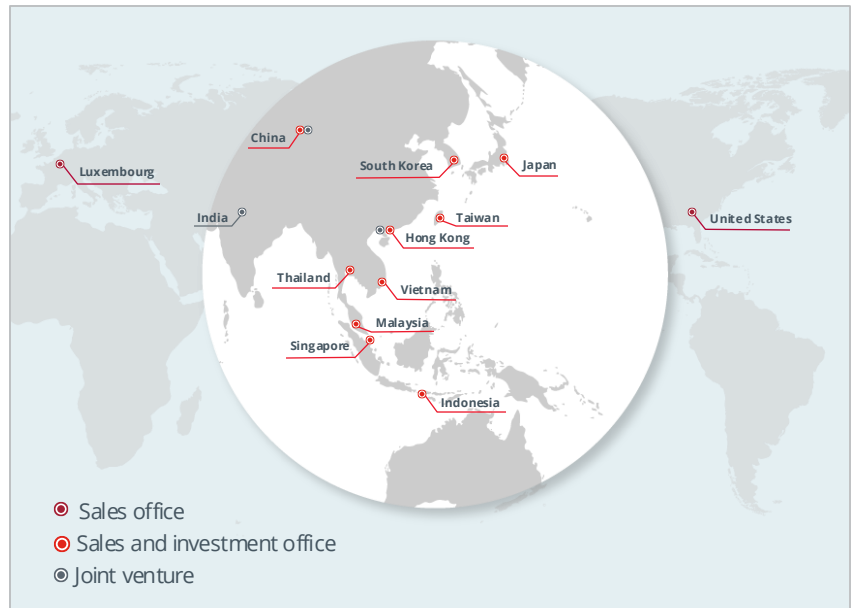 China
South Korea
Japan
Luxembourg
India
Taiwan
United States
Hong Kong
Thailand
Vietnam
Malaysia
Singapore
Indonesia
Sales office
Sales and investment office
Joint venture